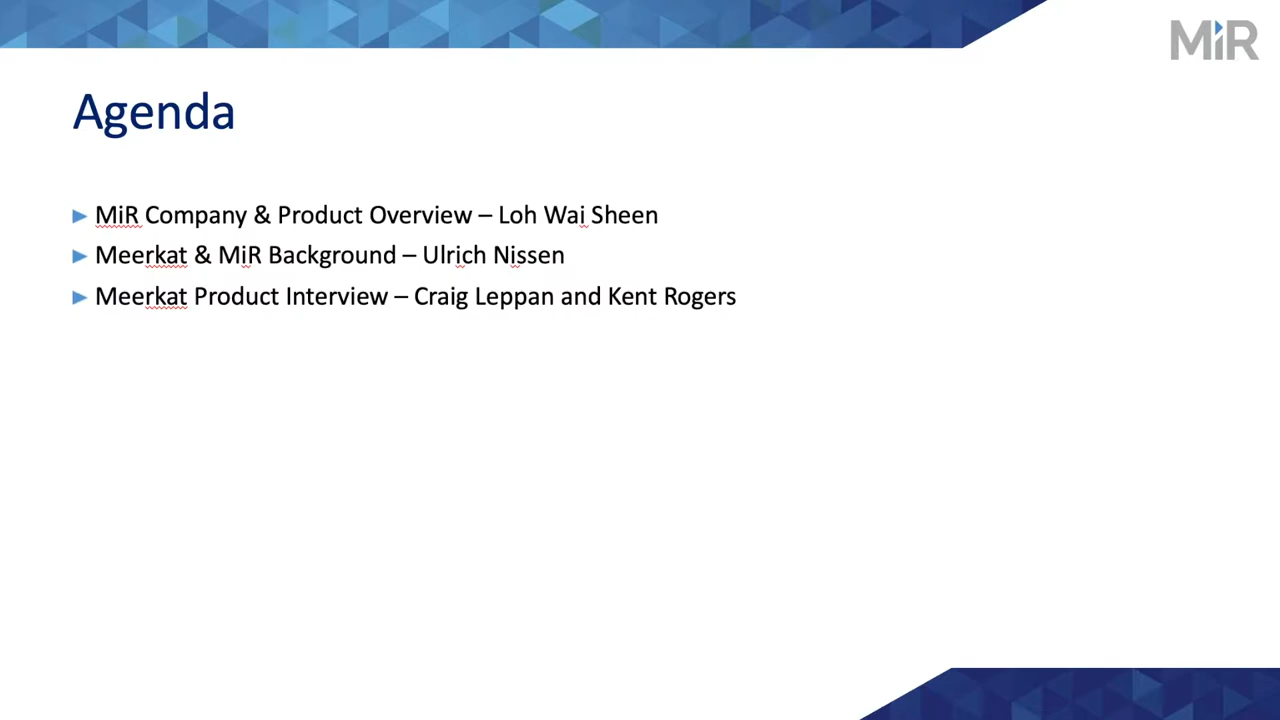 MiR
Agenda
MiR Company & Product Overview – Loh Wai Sheen
Meerkat & MiR Background – Ulrich Nissen
Meerkat Product Interview – Craig Leppan and Kent Rogers